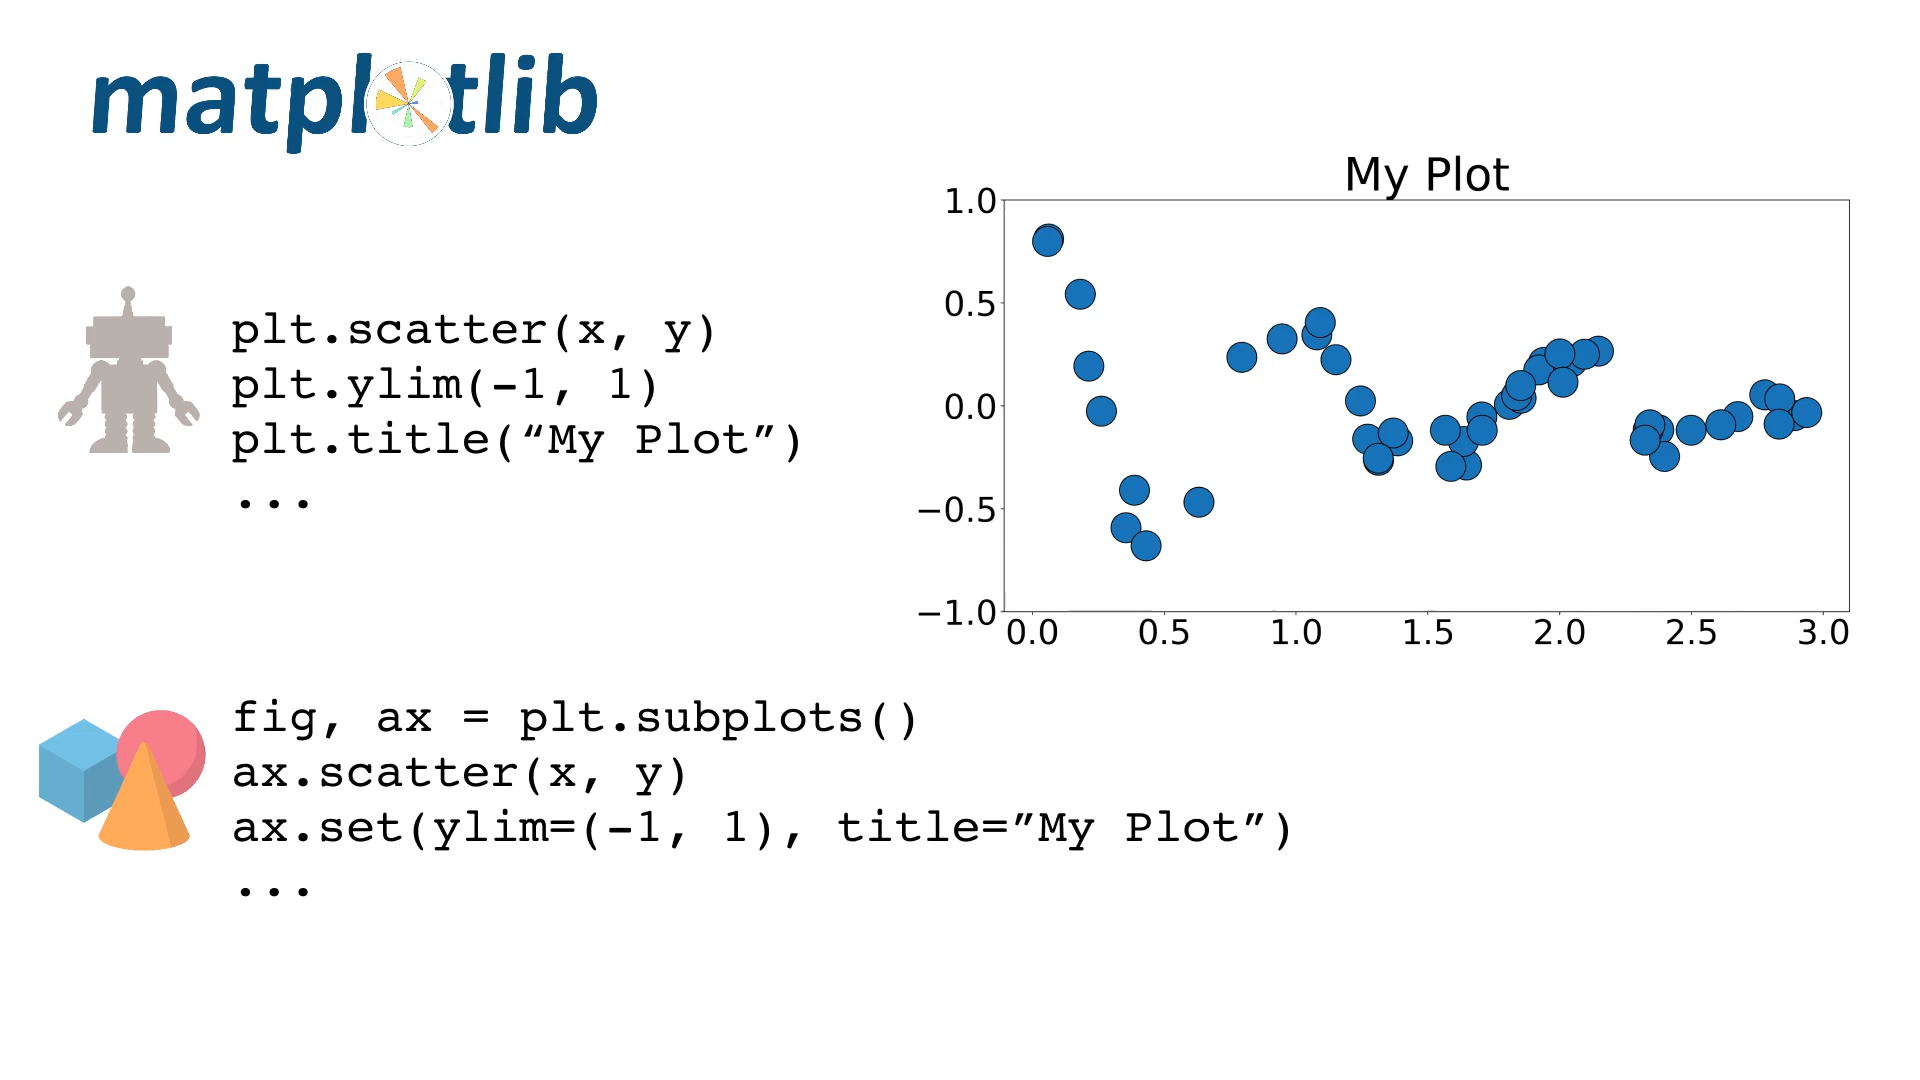 matplotlib
plt.scatter(x, y)
plt.ylim(-1, 1)
plt.title(“My Plot”)
...
My Plot
1.0
0.5
0.0
−0.5
−1.0
0.0 0.5 1.0 1.5 2.0 2.5 3.0
fig, ax = plt.subplots()
ax.scatter(x, y)
ax.set(ylim=(-1, 1), title=”My Plot”)
...